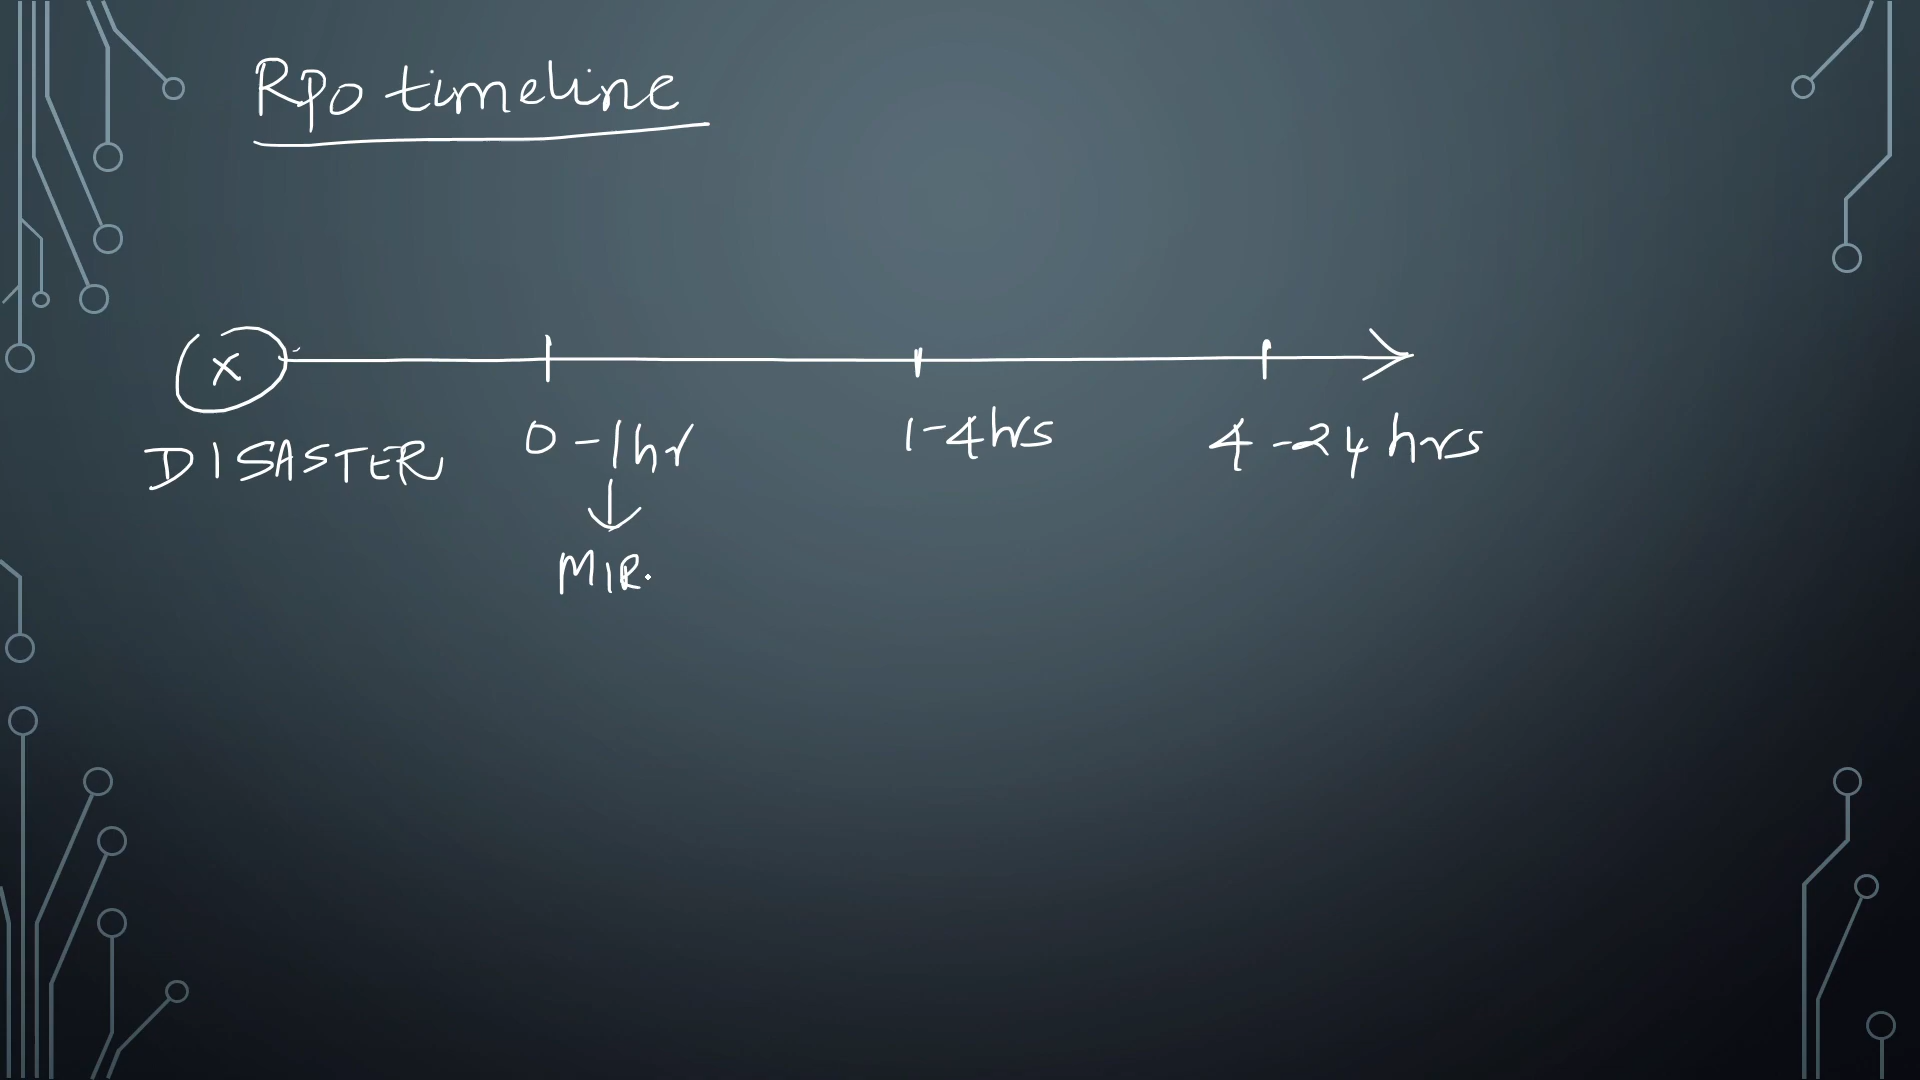 Rpo timeline
X
DISASTER
0-1hr
1-4hrs
4-24hrs
MIR.